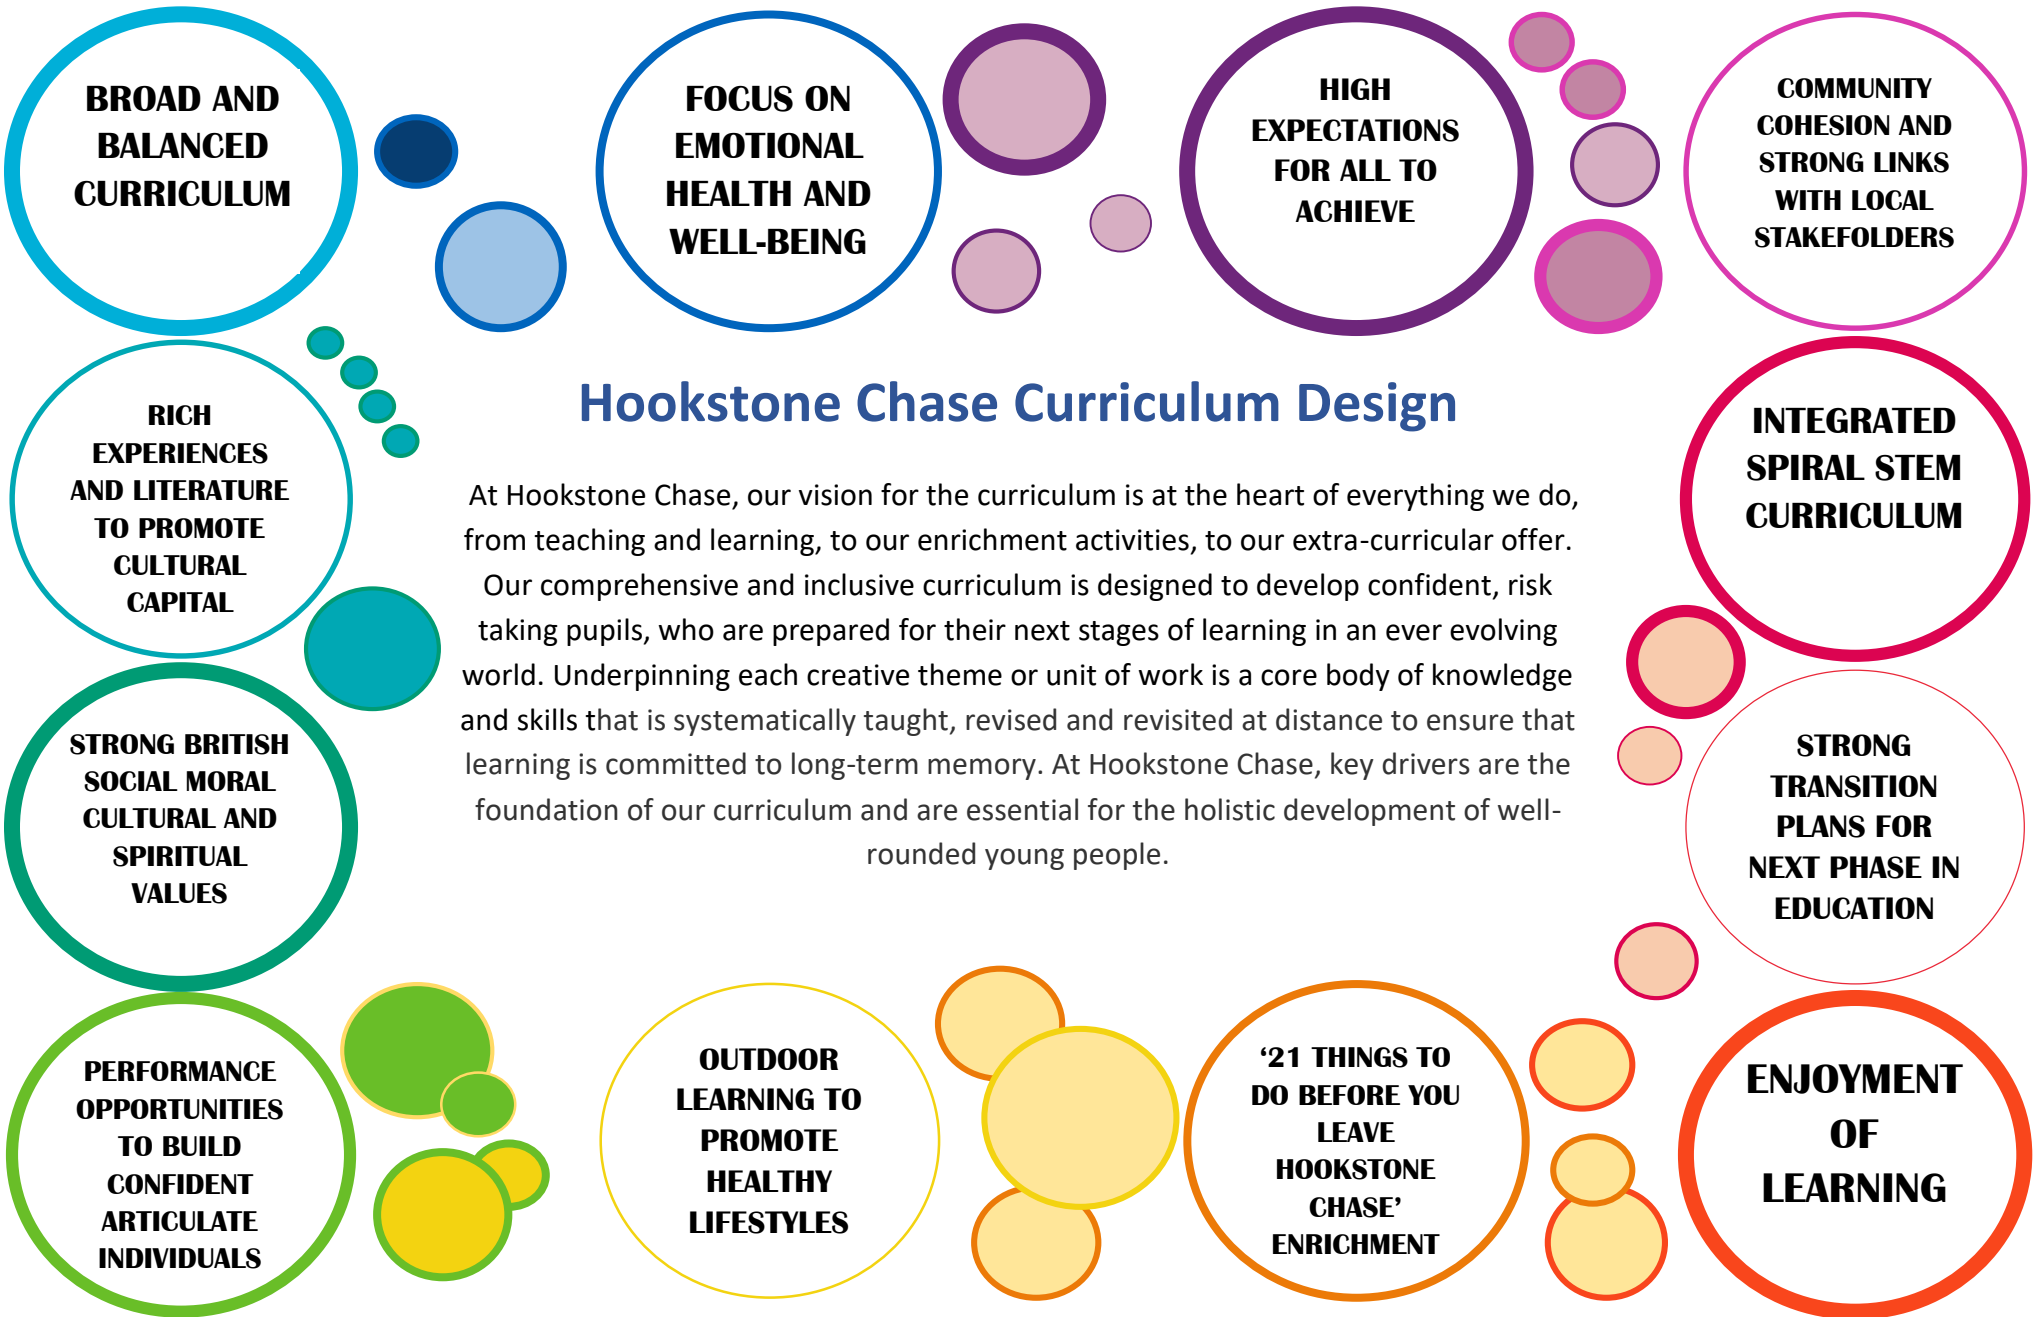 BROAD AND
BALANCED
CURRICULUM
FOCUS ON
EMOTIONAL
HEALTH AND
WELL-BEING
HIGH
EXPECTATIONS
FOR ALL TO
ACHIEVE
COMMUNITY
COHESION AND
STRONG LINKS
WITH LOCAL
STAKEFOLDERS
RICH
EXPERIENCES
AND LITERATURE
TO PROMOTE
CULTURAL
CAPITAL
Hookstone Chase Curriculum Design
At Hookstone Chase, our vision for the curriculum is at the heart of everything we do,
from teaching and learning, to our enrichment activities, to our extra-curricular offer.
Our comprehensive and inclusive curriculum is designed to develop confident, risk
taking pupils, who are prepared for their next stages of learning in an ever evolving
world. Underpinning each creative theme or unit of work is a core body of knowledge
and skills that is systematically taught, revised and revisited at distance to ensure that
learning is committed to long-term memory. At Hookstone Chase, key drivers are the
foundation of our curriculum and are essential for the holistic development of well-
rounded young people.
INTEGRATED
SPIRAL STEM
CURRICULUM
STRONG BRITISH
SOCIAL MORAL
CULTURAL AND
SPIRITUAL
VALUES
STRONG
TRANSITION
PLANS FOR
NEXT PHASE IN
EDUCATION
PERFORMANCE
OPPORTUNITIES
TO BUILD
CONFIDENT
ARTICULATE
INDIVIDUALS
OUTDOOR
LEARNING TO
PROMOTE
HEALTHY
LIFESTYLES
‘21 THINGS TO
DO BEFORE YOU
LEAVE
HOOKSTONE
CHASE’
ENRICHMENT
ENJOYMENT
OF
LEARNING